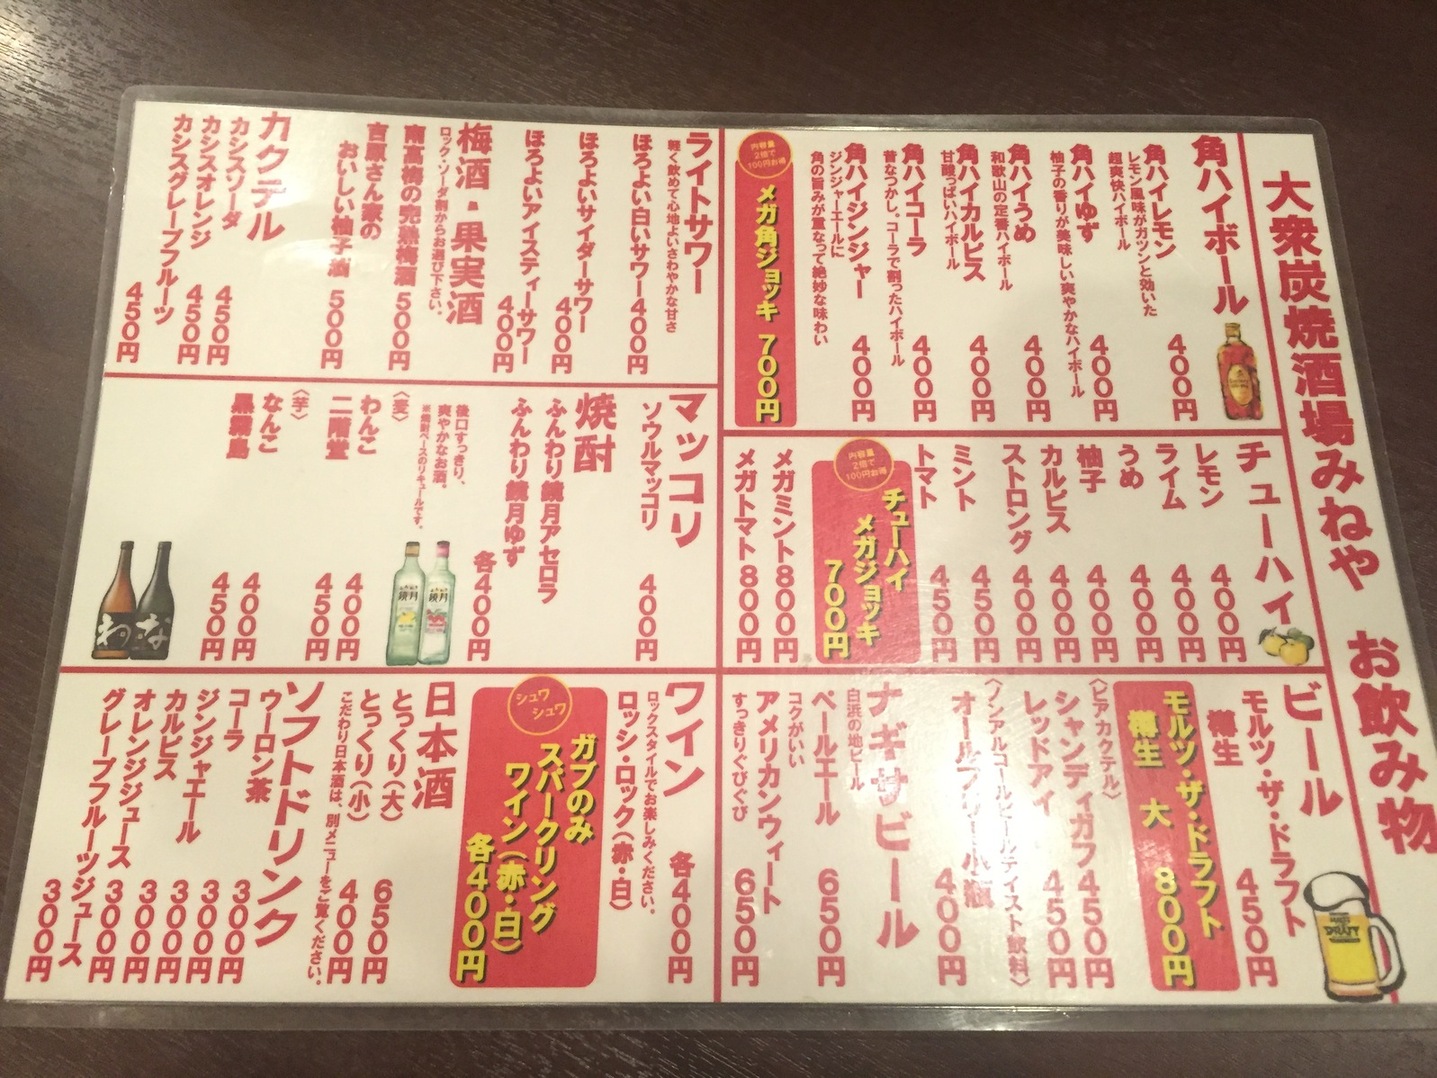 大衆炭焼酒場みねや　お飲み物
角ハイボール
角ハイレモン　400円
レモン風味がガツンと効いた
超爽快ハイボール
角ハイゆず　400円
柚子の香りが美味しい爽やかなハイボール
角ハイうめ　400円
和歌山の定番ハイボール
角ハイカルピス　400円
甘酸っぱいハイボール
角ハイコーラ　400円
昔なつかし。コーラで割ったハイボール
角ハイジンジャー　400円
ジンジャーエールに
角の旨みが重なって絶妙な味わい
内容量
2倍で
100円お得
メガ角ジョッキ　700円
チューハイ
レモン　400円
ライム　400円
うめ　400円
柚子　400円
カルピス　400円
ストロング　400円
ミント　450円
トマト　450円
内容量
2倍で
100円お得
チューハイ
メガジョッキ
700円
メガミント800円
メガトマト800円
ビール
モルツ・ザ・ドラフト
樽生　450円
モルツ・ザ・ドラフト
樽生　大　800円
〈ビアカクテル〉
シャンディガフ450円
レッドアイ　450円
〈ノンアルコールビールテイスト飲料〉
オールフリー小瓶　400円
ナギサビール
白浜の地ビール
ペールエール　650円
コクがいい
アメリカンウィート　650円
すっきりぐびぐび
ライトサワー
軽く飲めて心地よいさわやかな甘さ
ほろよい白いサワー400円
ほろよいサイダーサワー　400円
ほろよいアイスティーサワー　400円
梅酒・果実酒
ロック・ソーダ割からお選び下さい。
南高梅の完熟梅酒　500円
吉原さん家の
おいしい柚子酒　500円
カクテル
カシスソーダ　450円
カシスオレンジ　450円
カシスグレープフルーツ　450円
マッコリ
ソウルマッコリ　400円
焼酎
ふんわり鏡月アセロラ
ふんわり鏡月ゆず　各400円
後口すっきり、
爽やかなお酒。
※焼酎ベースのリキュールです。
〈麦〉
わんこ　400円
二階堂　450円
〈芋〉
なんこ　400円
黒霧島　450円
ワイン
ロックスタイルでお楽しみください。
ロッシ・ロック（赤・白）　各400円
シュワ
シュワ
ガブのみ
スパークリング
ワイン（赤・白）
各400円
日本酒
とっくり（大）　650円
とっくり（小）　400円
こだわり日本酒は、別メニューをご覧ください。
ソフトドリンク
ウーロン茶　300円
コーラ　300円
ジンジャエール　300円
カルピス　300円
オレンジジュース　300円
グレープフルーツジュース　300円
鏡月
鏡月
わ
な
DRAFT